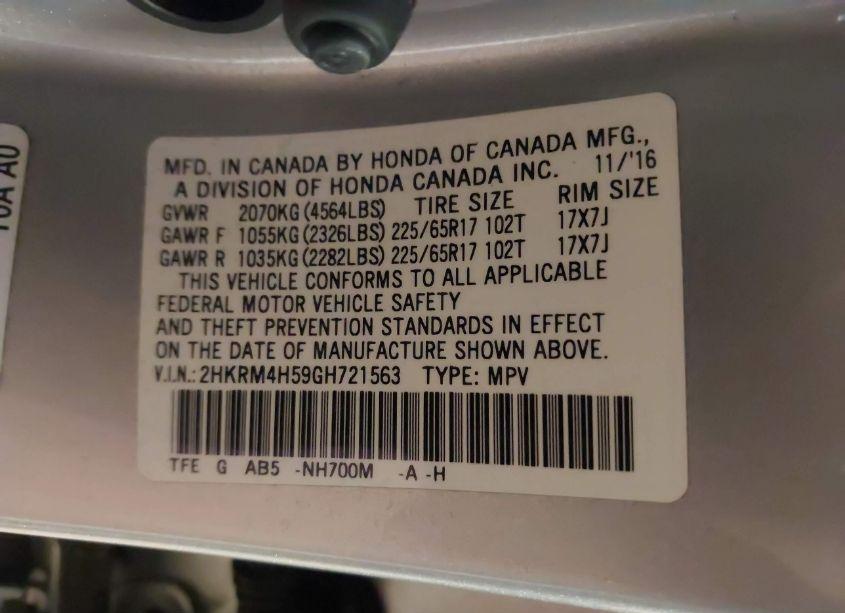 MFD. IN CANADA BY HONDA OF CANADA MFG.,
A DIVISION OF HONDA CANADA INC. 11/'16
GVWR 2070KG (4564LBS) TIRE SIZE RIM SIZE
GAWR F 1055KG (2326LBS) 225/65R17 102T 17X7J
GAWR R 1035KG (2282LBS) 225/65R17 102T 17X7J
THIS VEHICLE CONFORMS TO ALL APPLICABLE
FEDERAL MOTOR VEHICLE SAFETY
AND THEFT PREVENTION STANDARDS IN EFFECT
ON THE DATE OF MANUFACTURE SHOWN ABOVE.
V.I.N.: 2HKRM4H59GH721563 TYPE: MPV
TFE G AB5 -NH700M -A -H